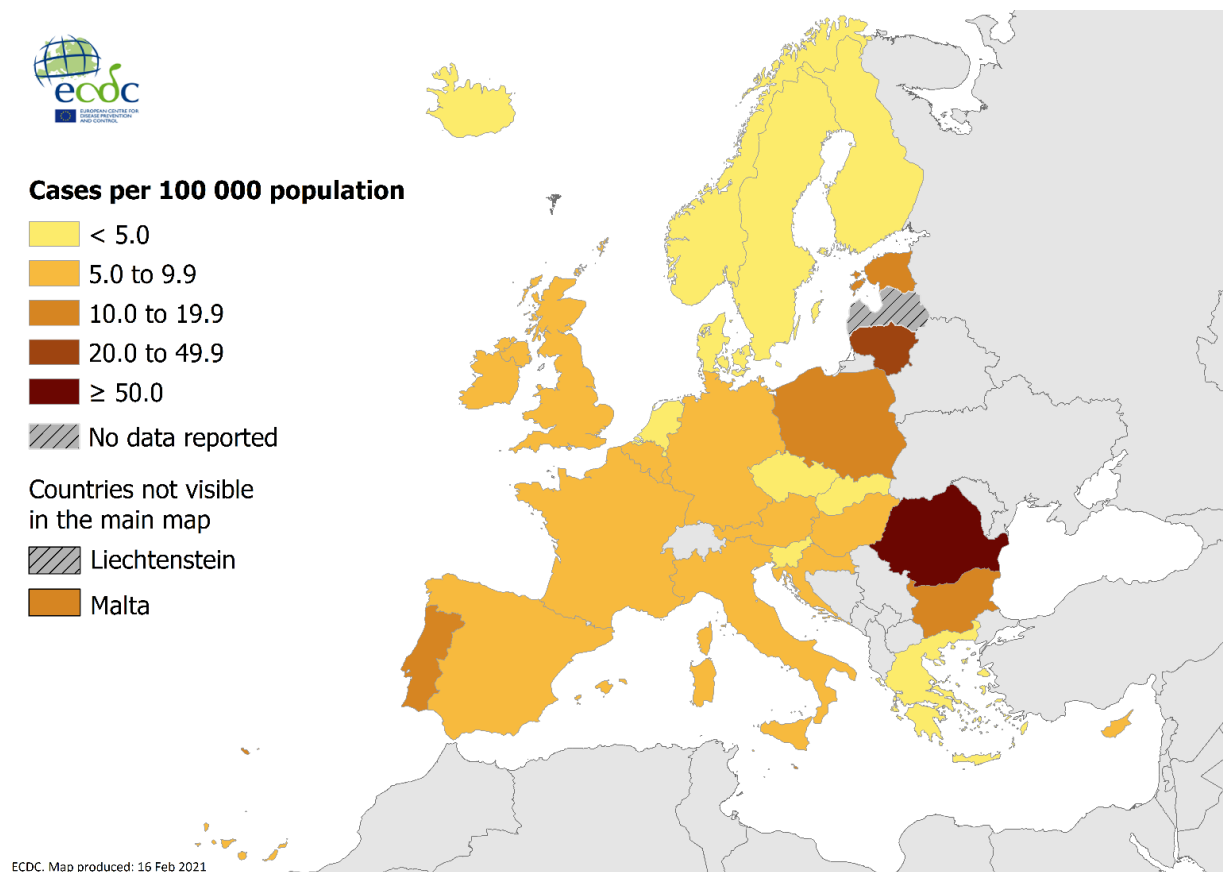 ecdc
EUROPEAN CENTRE FOR
DISEASE PREVENTION
AND CONTROL
Cases per 100 000 population
< 5.0
5.0 to 9.9
10.0 to 19.9
20.0 to 49.9
≥ 50.0
No data reported
Countries not visible
in the main map
Liechtenstein
Malta
ECDC. Map produced: 16 Feb 2021